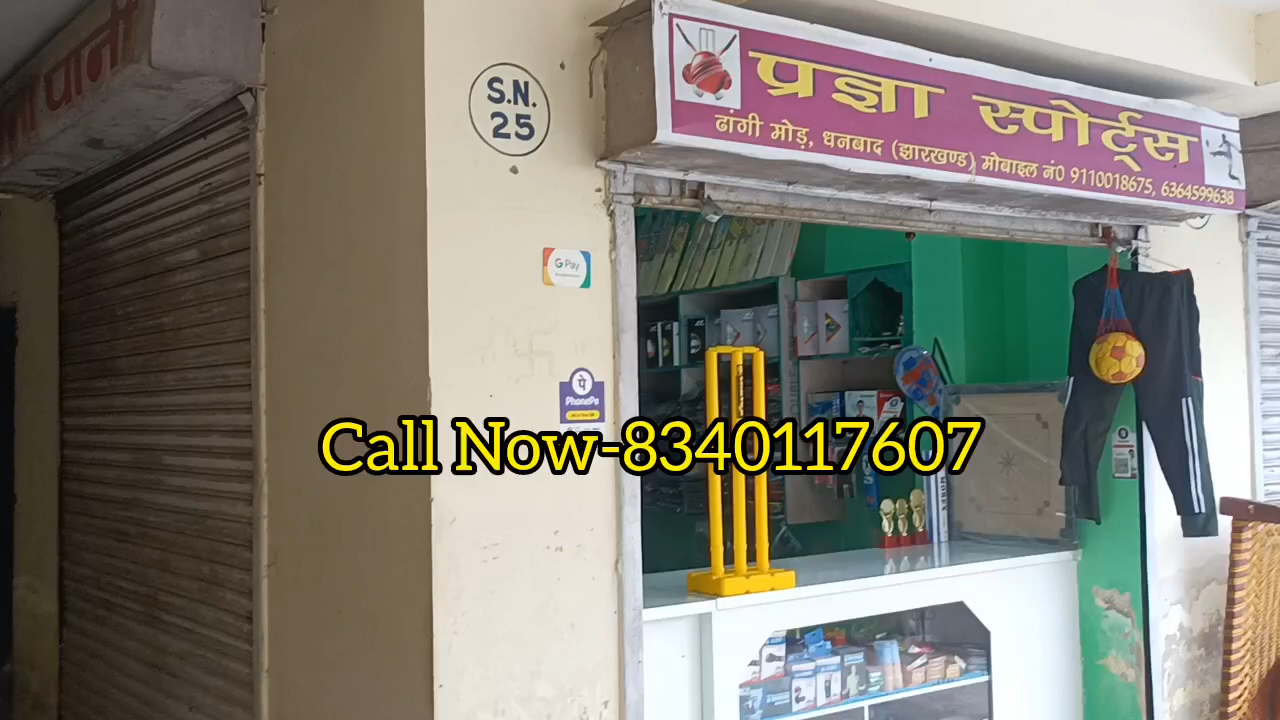 पानी
S.N.
25
प्रज्ञा स्पोर्ट्स
ढांगी मोड़, धनबाद (झारखण्ड) मोबाइल नं0 9110018675, 6364599638
G Pay
पे
PhonePe
Call Now-8340117607